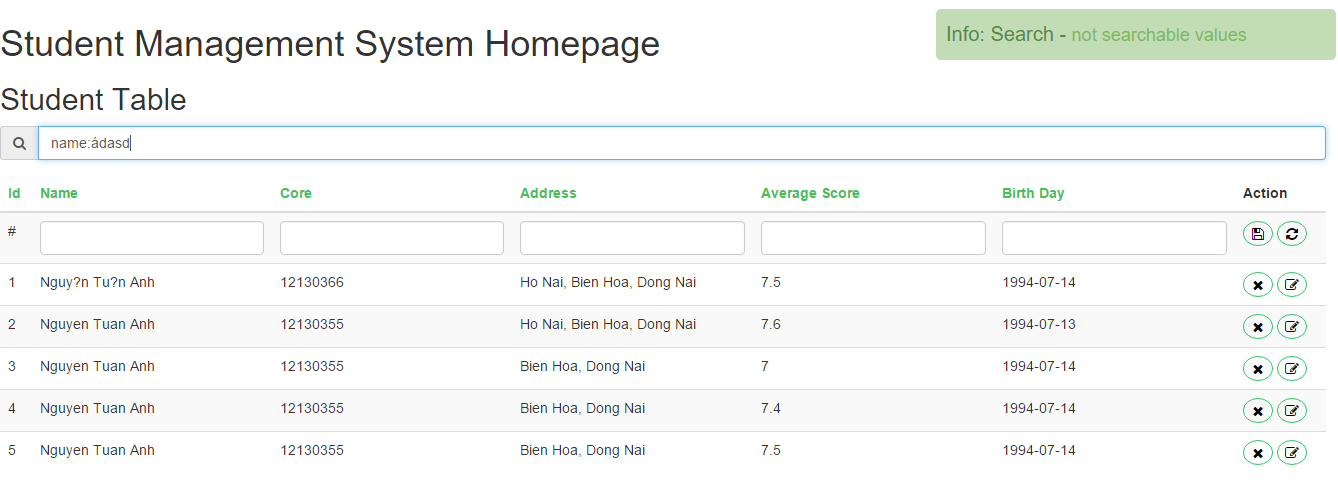 Info: Search - not searchable values
Student Management System Homepage
Student Table
name:ádasd
Id Name Core Address Average Score Birth Day Action
#
1 Nguy?n Tu?n Anh 12130366 Ho Nai, Bien Hoa, Dong Nai 7.5 1994-07-14
2 Nguyen Tuan Anh 12130355 Ho Nai, Bien Hoa, Dong Nai 7.6 1994-07-13
3 Nguyen Tuan Anh 12130355 Bien Hoa, Dong Nai 7 1994-07-14
4 Nguyen Tuan Anh 12130355 Bien Hoa, Dong Nai 7.4 1994-07-14
5 Nguyen Tuan Anh 12130355 Bien Hoa, Dong Nai 7.5 1994-07-14